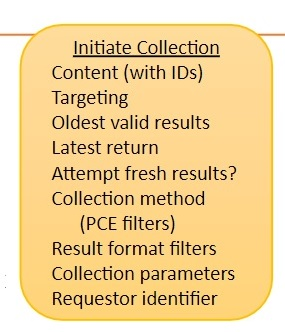 Initiate Collection
Content (with IDs)
Targeting
Oldest valid results
Latest return
Attempt fresh results?
Collection method
(PCE filters)
Result format filters
Collection parameters
Requestor identifier